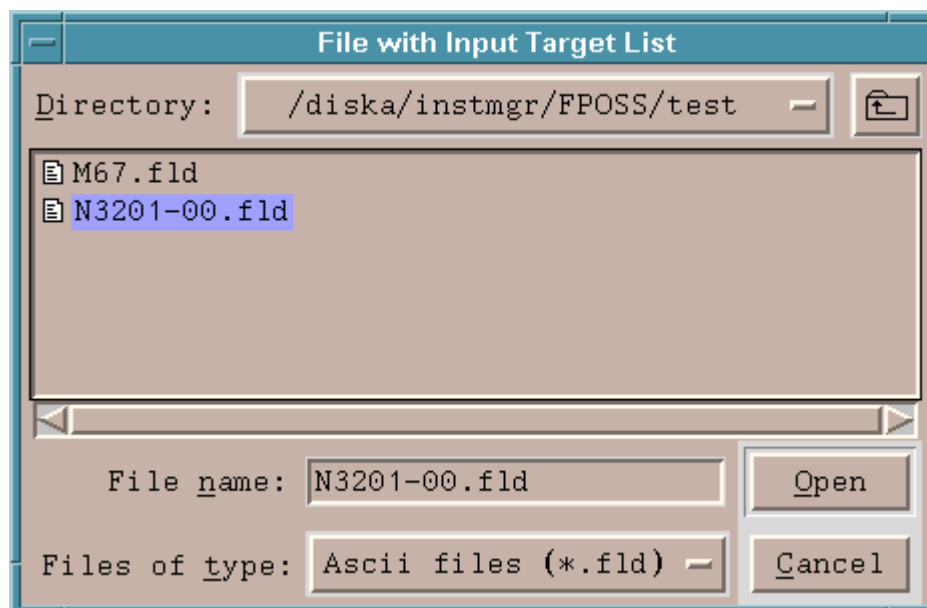 File with Input Target List
Directory: /diska/instmgr/FPOSS/test
M67.fld
N3201-00.fld
File name: N3201-00.fld Open
Files of type: Ascii files (*.fld) Cancel